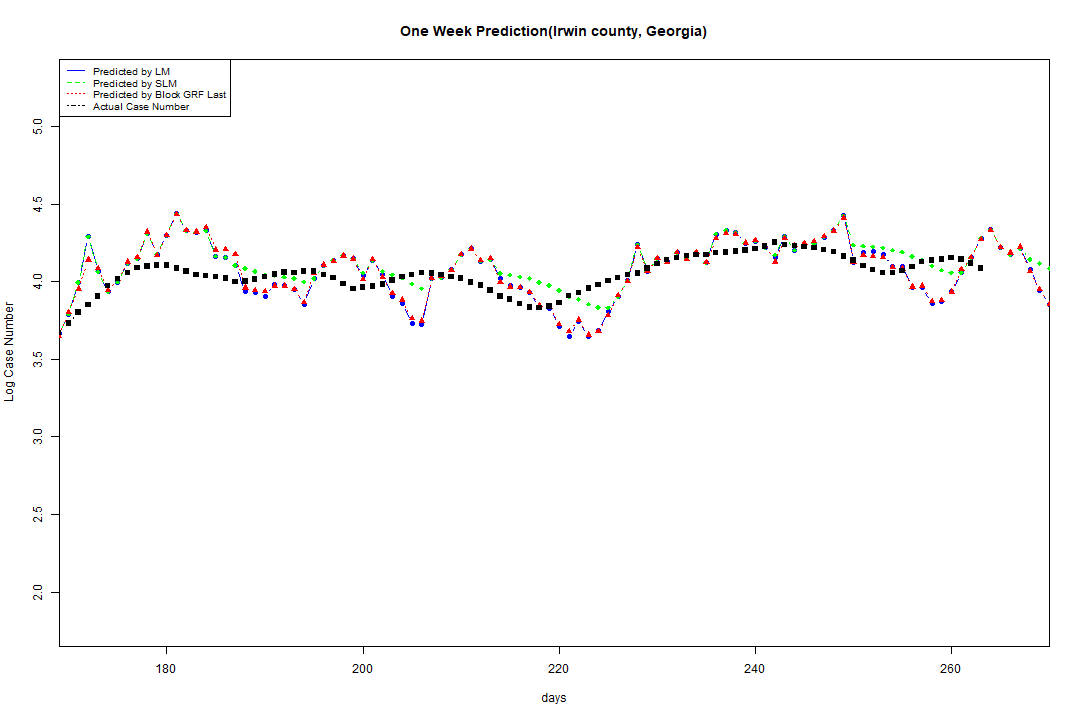 One Week Prediction(Irwin county, Georgia)
Predicted by LM
Predicted by SLM
Predicted by Block GRF Last
Actual Case Number
Log Case Number
5.0
4.5
4.0
3.5
3.0
2.5
2.0
180 200 220 240 260
days